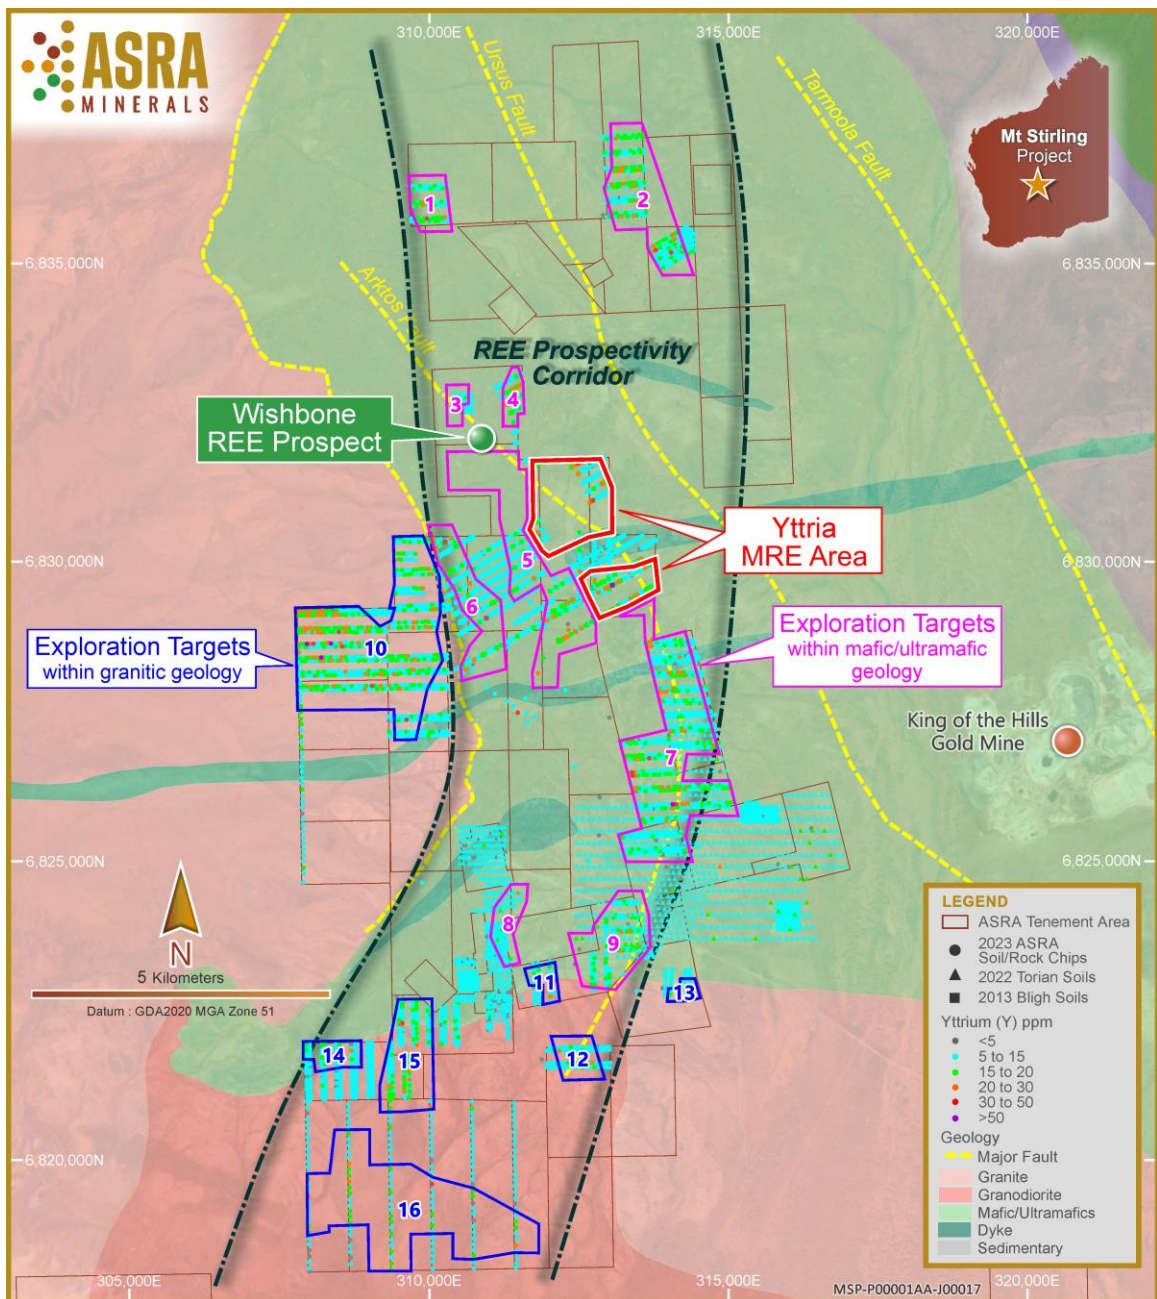 ASRA
MINERALS
310,000E
315,000E
320,000E
Ursus Fault
Tarmoola Fault
Mt Stirling
Project
1
2
6,835,000N
6,835,000N
Arktos Fault
REE Prospectivity
Corridor
3
4
Wishbone
REE Prospect
Yttria
MRE Area
6,830,000N
6,830,000N
5
6
Exploration Targets
within granitic geology
10
Exploration Targets
within mafic/ultramafic
geology
King of the Hills
Gold Mine
7
6,825,000N
6,825,000N
8
9
N
5 Kilometers
Datum : GDA2020 MGA Zone 51
11
13
12
14
15
16
6,820,000N
LEGEND
ASRA Tenement Area
2023 ASRA
Soil/Rock Chips
2022 Torian Soils
2013 Bligh Soils
Yttrium (Y) ppm
<5
5 to 15
15 to 20
20 to 30
30 to 50
>50
Geology
Major Fault
Granite
Granodiorite
Mafic/Ultramafics
Dyke
Sedimentary
305,000E
310,000E
315,000E
320,000E
MSP-P00001AA-J00017